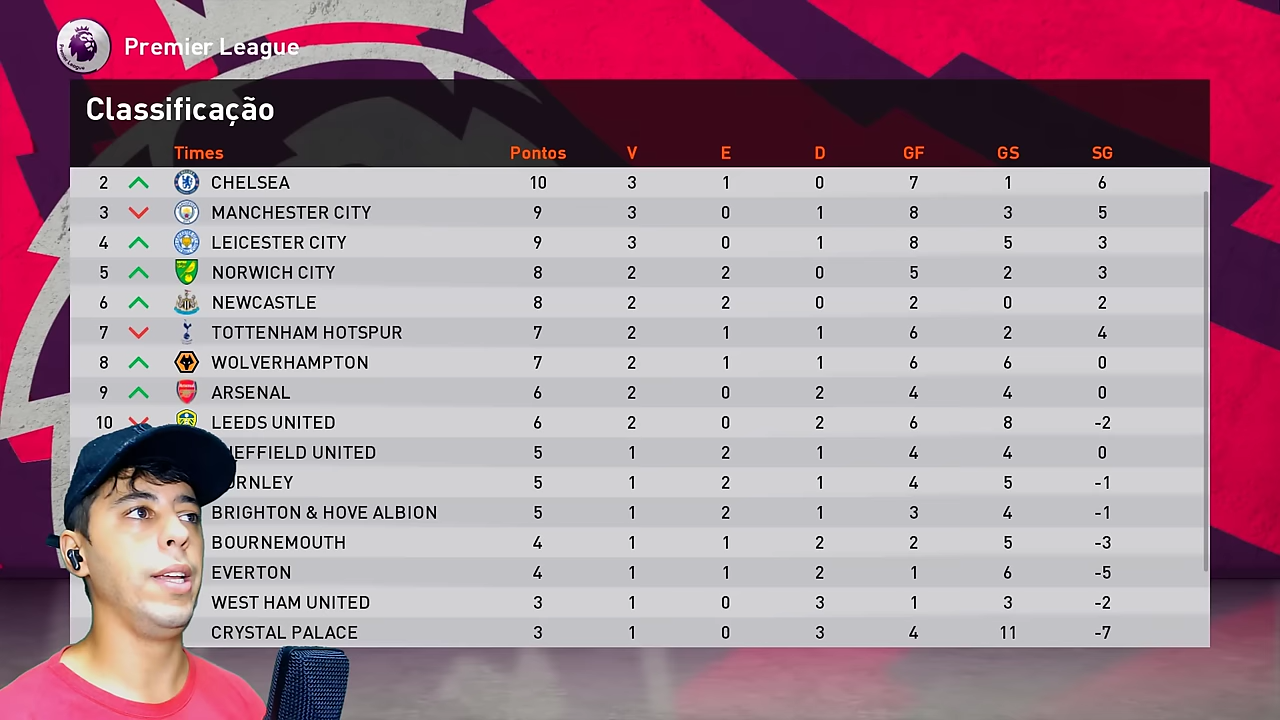 Premier League
Classificação
Times Pontos V E D GF GS SG
2 CHELSEA 10 3 1 0 7 1 6
3 MANCHESTER CITY 9 3 0 1 8 3 5
4 LEICESTER CITY 9 3 0 1 8 5 3
5 NORWICH CITY 8 2 2 0 5 2 3
6 NEWCASTLE 8 2 2 0 2 0 2
7 TOTTENHAM HOTSPUR 7 2 1 1 6 2 4
8 WOLVERHAMPTON 7 2 1 1 6 6 0
9 ARSENAL 6 2 0 2 4 4 0
10 LEEDS UNITED 6 2 0 2 6 8 -2
HEFFIELD UNITED 5 1 2 1 4 4 0
URNLEY 5 1 2 1 4 5 -1
BRIGHTON & HOVE ALBION 5 1 2 1 3 4 -1
BOURNEMOUTH 4 1 1 2 2 5 -3
EVERTON 4 1 1 2 1 6 -5
WEST HAM UNITED 3 1 0 3 1 3 -2
CRYSTAL PALACE 3 1 0 3 4 11 -7